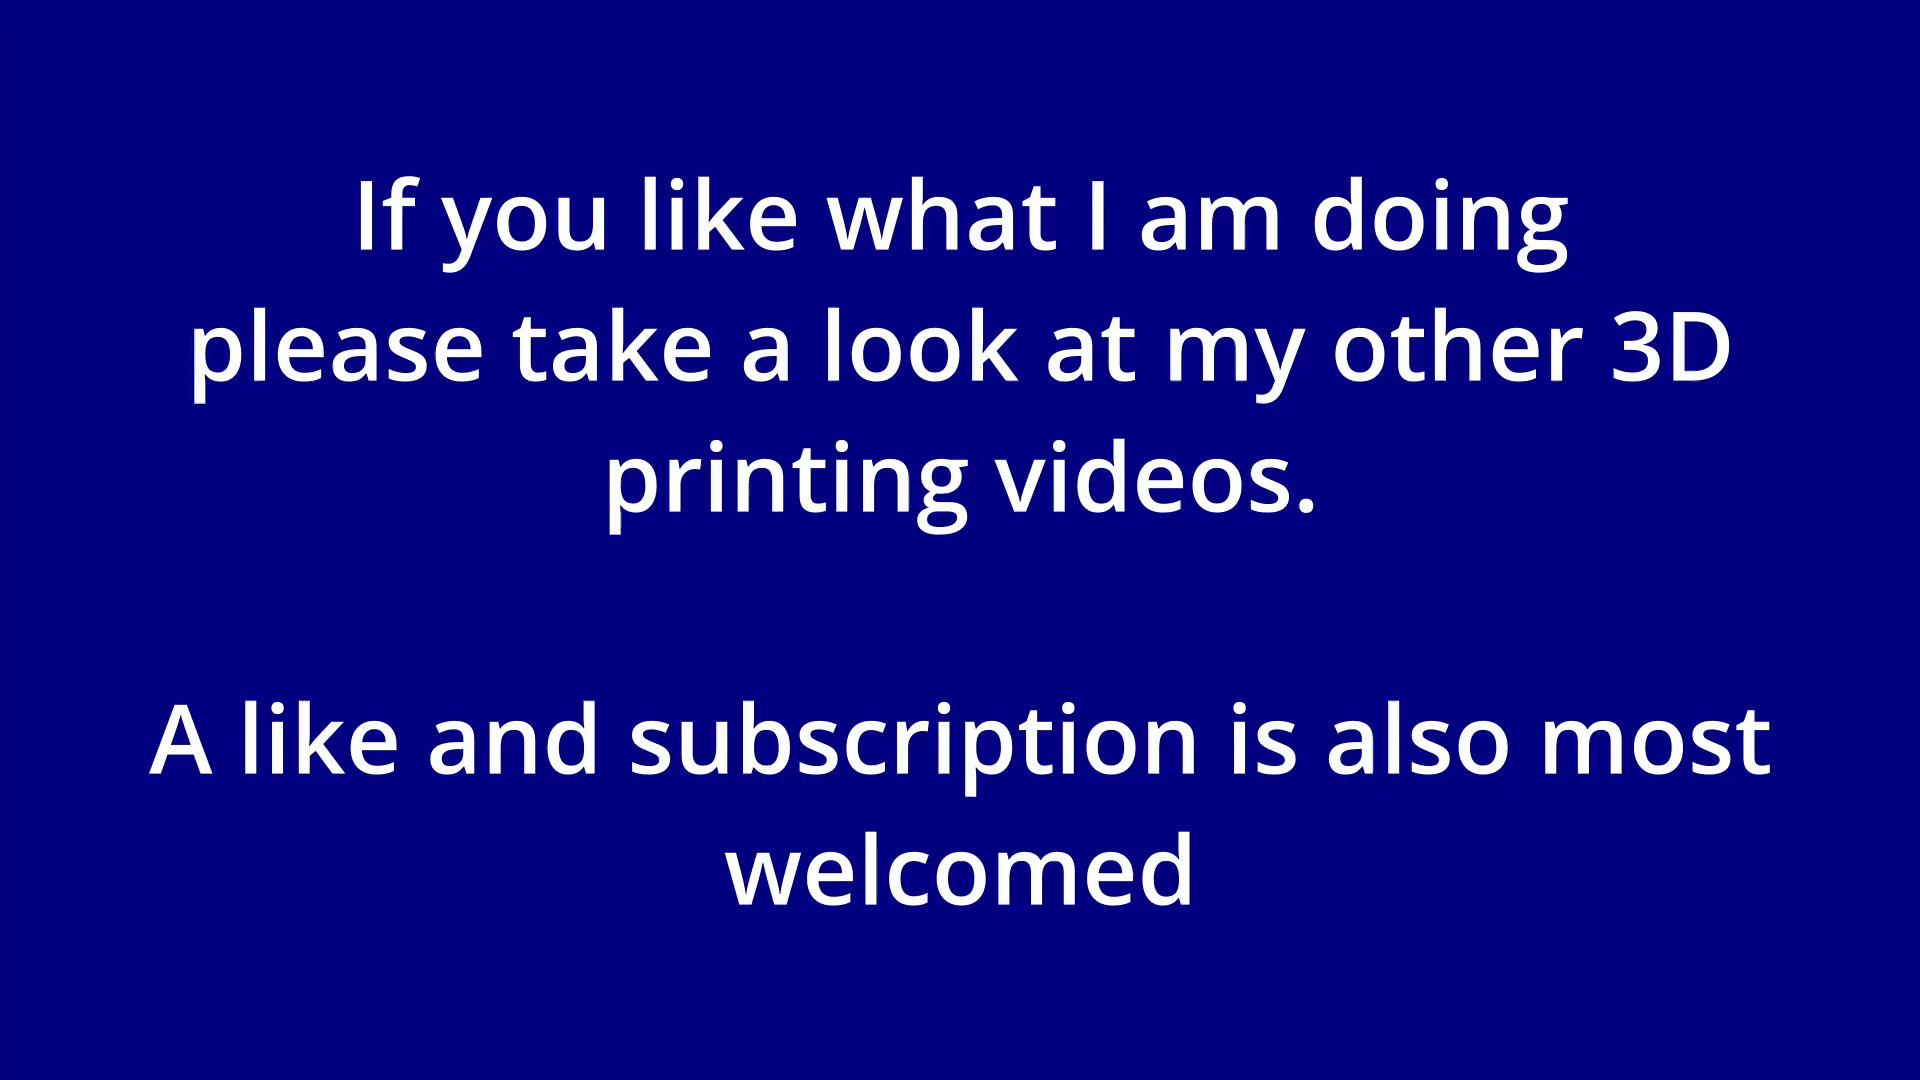 If you like what I am doing
please take a look at my other 3D
printing videos.
A like and subscription is also most
welcomed